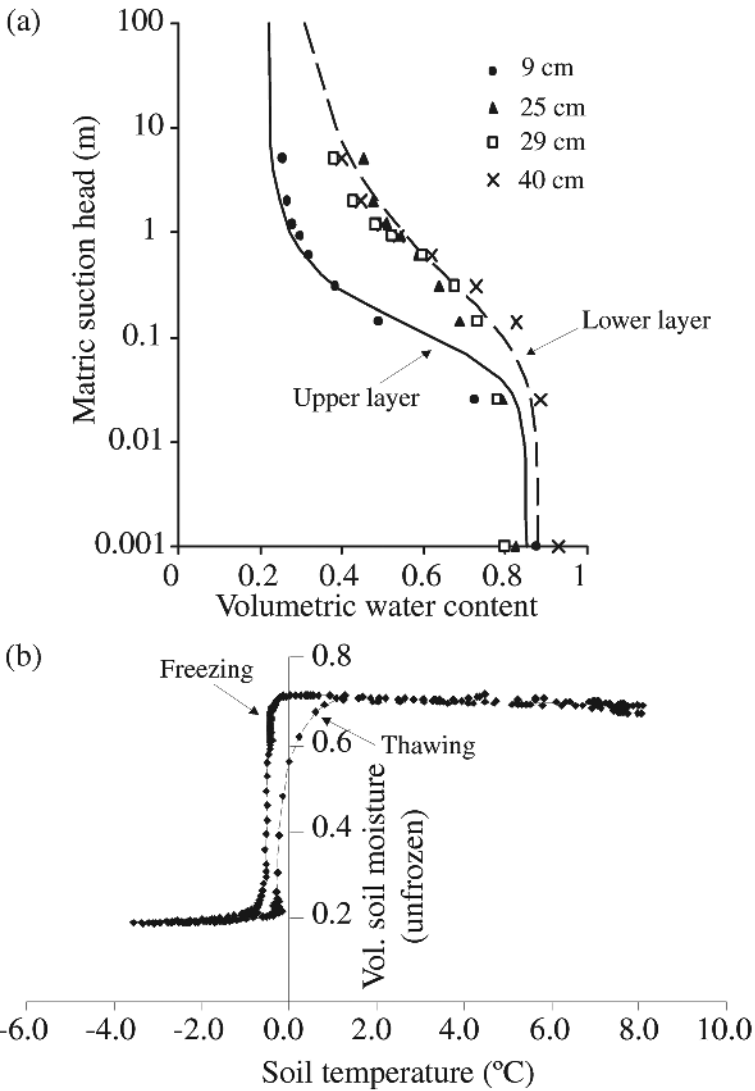 (a)
100
10
1
0.1
0.01
0.001
Matric suction head (m)
9 cm
25 cm
29 cm
40 cm
Lower layer
Upper layer
0 0.2 0.4 0.6 0.8 1
Volumetric water content
(b)
0.8
0.6
0.4
0.2
Freezing
Thawing
Vol. soil moisture
(unfrozen)
-6.0 -4.0 -2.0 0.0 2.0 4.0 6.0 8.0 10.0
Soil temperature (ºC)